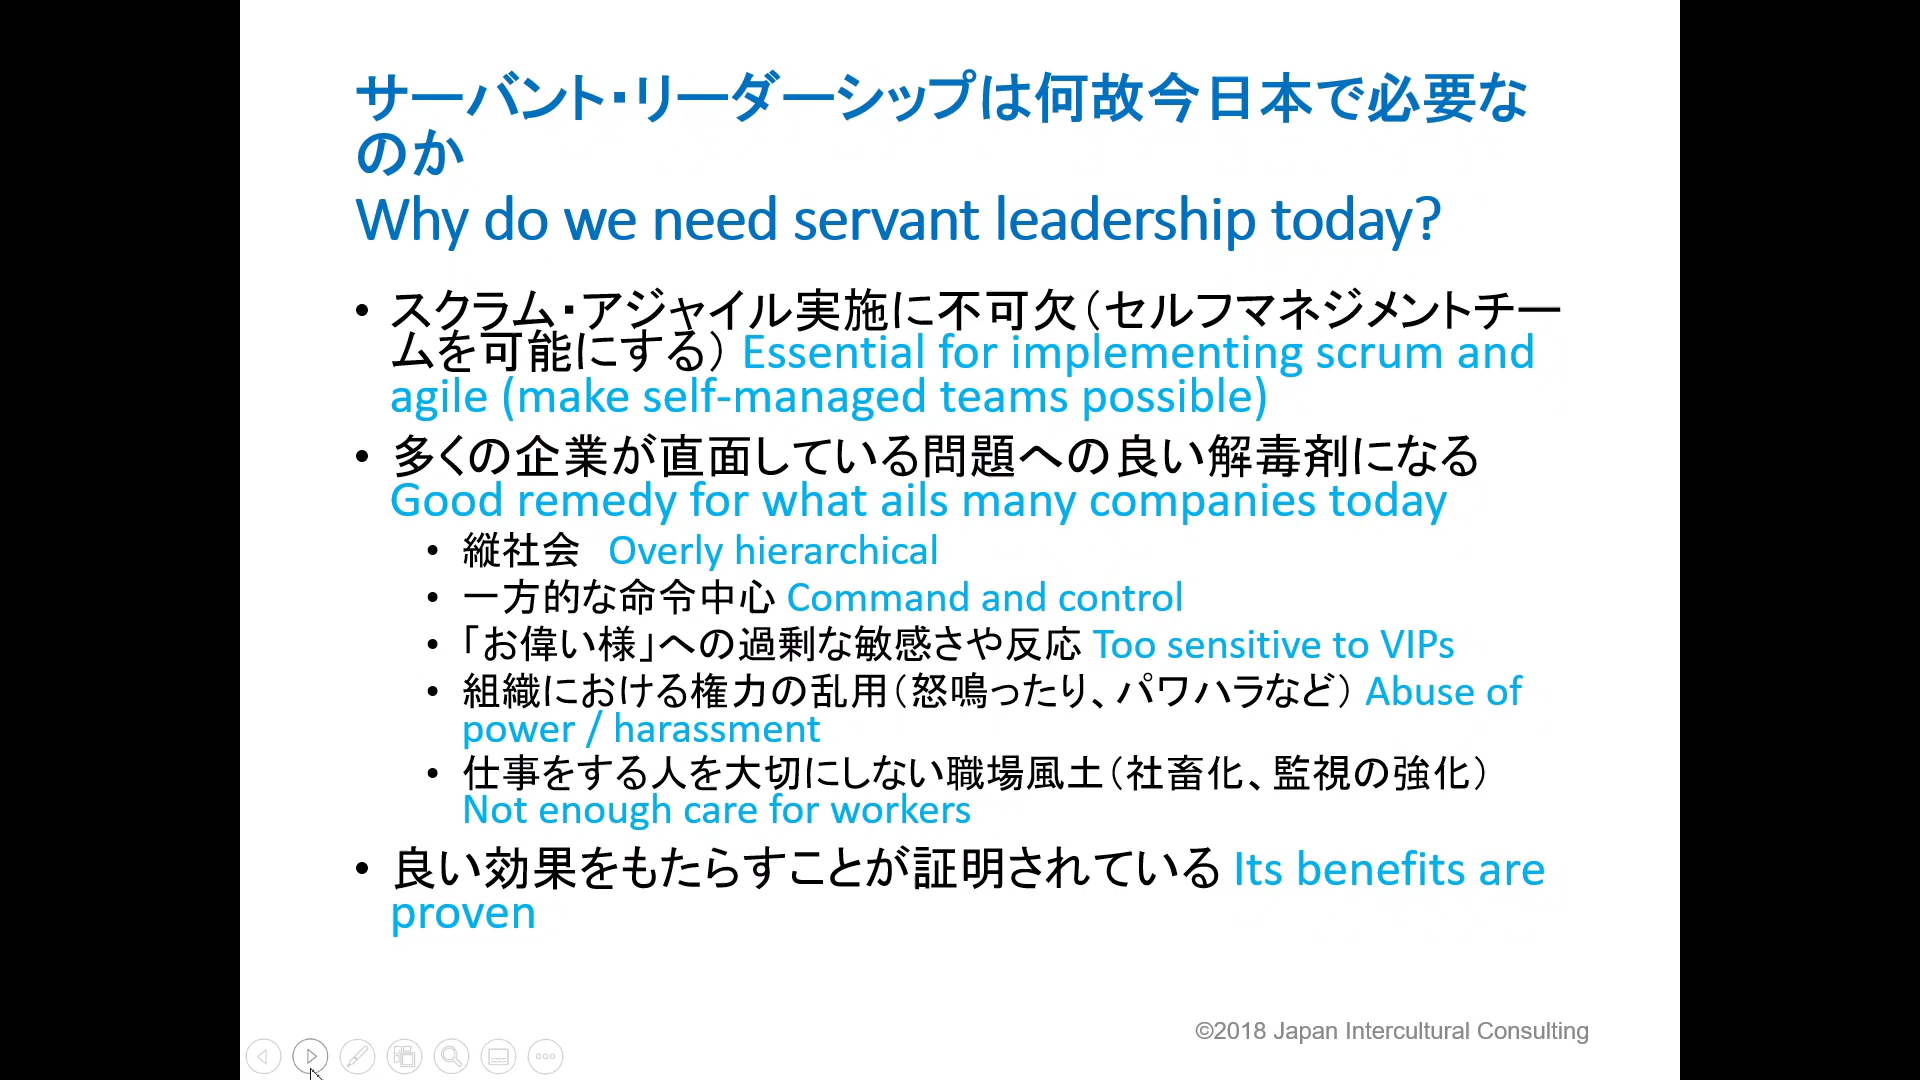 サーバント・リーダーシップは何故今日本で必要な
のか
Why do we need servant leadership today?
• スクラム・アジャイル実施に不可欠（セルフマネジメントチー
ムを可能にする） Essential for implementing scrum and
agile (make self-managed teams possible)
• 多くの企業が直面している問題への良い解毒剤になる
Good remedy for what ails many companies today
• 縦社会 Overly hierarchical
• 一方的な命令中心 Command and control
• 「お偉い様」への過剰な敏感さや反応 Too sensitive to VIPs
• 組織における権力の乱用（怒鳴ったり、パワハラなど） Abuse of
power / harassment
• 仕事をする人を大切にしない職場風土（社畜化、監視の強化）
Not enough care for workers
• 良い効果をもたらすことが証明されている Its benefits are
proven
©2018 Japan Intercultural Consulting